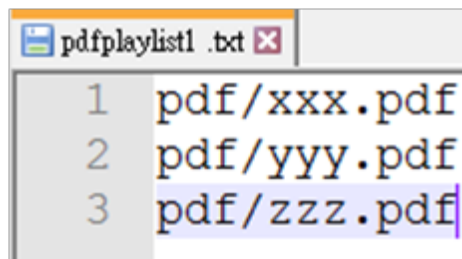 pdfplaylist1 .txt
1 pdf/xxx.pdf
2 pdf/yyy.pdf
3 pdf/zzz.pdf